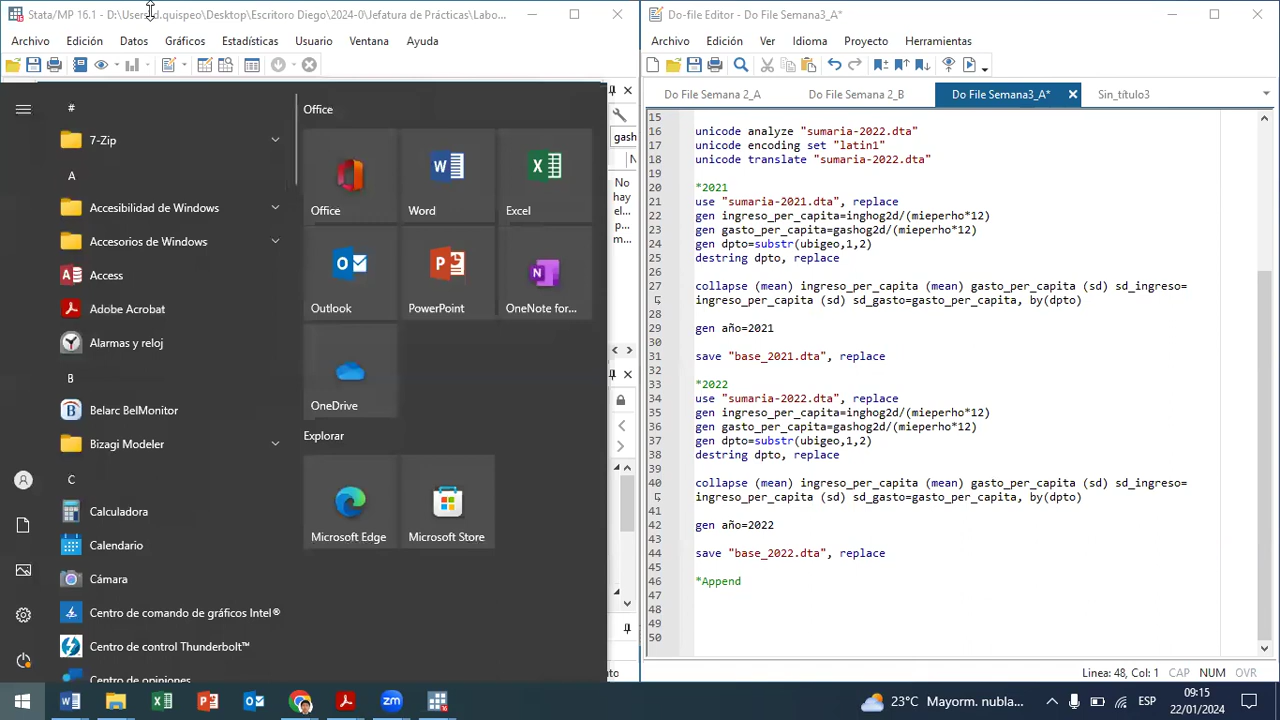 Stata/MP 16.1 - D:\Users\d.quispeo\Desktop\Escritoro Diego\2024-0\Jefatura de Prácticas\Labo...
Archivo Edición Datos Gráficos Estadísticas Usuario Ventana Ayuda
gash
No
hay
el...
p...
m...
#
7-Zip
A
Accesibilidad de Windows
Accesorios de Windows
Access
Adobe Acrobat
Alarmas y reloj
B
Belarc BelMonitor
Bizagi Modeler
C
Calculadora
Calendario
Cámara
Centro de comando de gráficos Intel®
Centro de control Thunderbolt™
Centro de opiniones
Office
Office Word Excel
Outlook PowerPoint OneNote for...
OneDrive
Explorar
Microsoft Edge Microsoft Store
Do-file Editor - Do File Semana3_A*
Archivo Edición Ver Idioma Proyecto Herramientas
Do File Semana 2_A Do File Semana 2_B Do File Semana3_A* Sin_título3
15
16 unicode analyze "sumaria-2022.dta"
17 unicode encoding set "latin1"
18 unicode translate "sumaria-2022.dta"
19
20 *2021
21 use "sumaria-2021.dta", replace
22 gen ingreso_per_capita=inghog2d/(mieperho*12)
23 gen gasto_per_capita=gashog2d/(mieperho*12)
24 gen dpto=substr(ubigeo,1,2)
25 destring dpto, replace
26
27 collapse (mean) ingreso_per_capita (mean) gasto_per_capita (sd) sd_ingreso=
ingreso_per_capita (sd) sd_gasto=gasto_per_capita, by(dpto)
28
29 gen año=2021
30
31 save "base_2021.dta", replace
32
33 *2022
34 use "sumaria-2022.dta", replace
35 gen ingreso_per_capita=inghog2d/(mieperho*12)
36 gen gasto_per_capita=gashog2d/(mieperho*12)
37 gen dpto=substr(ubigeo,1,2)
38 destring dpto, replace
39
40 collapse (mean) ingreso_per_capita (mean) gasto_per_capita (sd) sd_ingreso=
ingreso_per_capita (sd) sd_gasto=gasto_per_capita, by(dpto)
41
42 gen año=2022
43
44 save "base_2022.dta", replace
45
46 *Append
47
48
49
50
Linea: 48, Col: 1 CAP NUM OVR
23°C Mayorm. nubla... ESP
09:15
22/01/2024